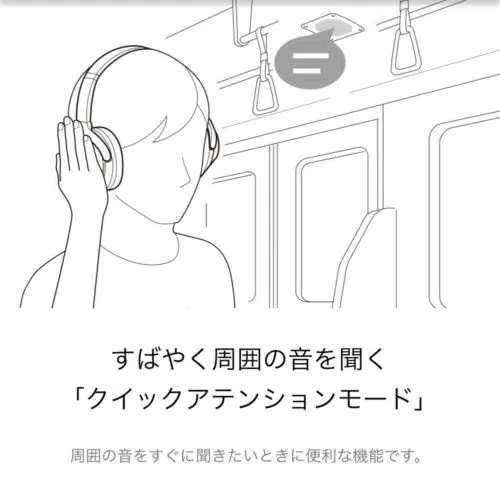 すばやく周囲の音を聞く
「クイックアテンションモード」
周囲の音をすぐに聞きたいときに便利な機能です。